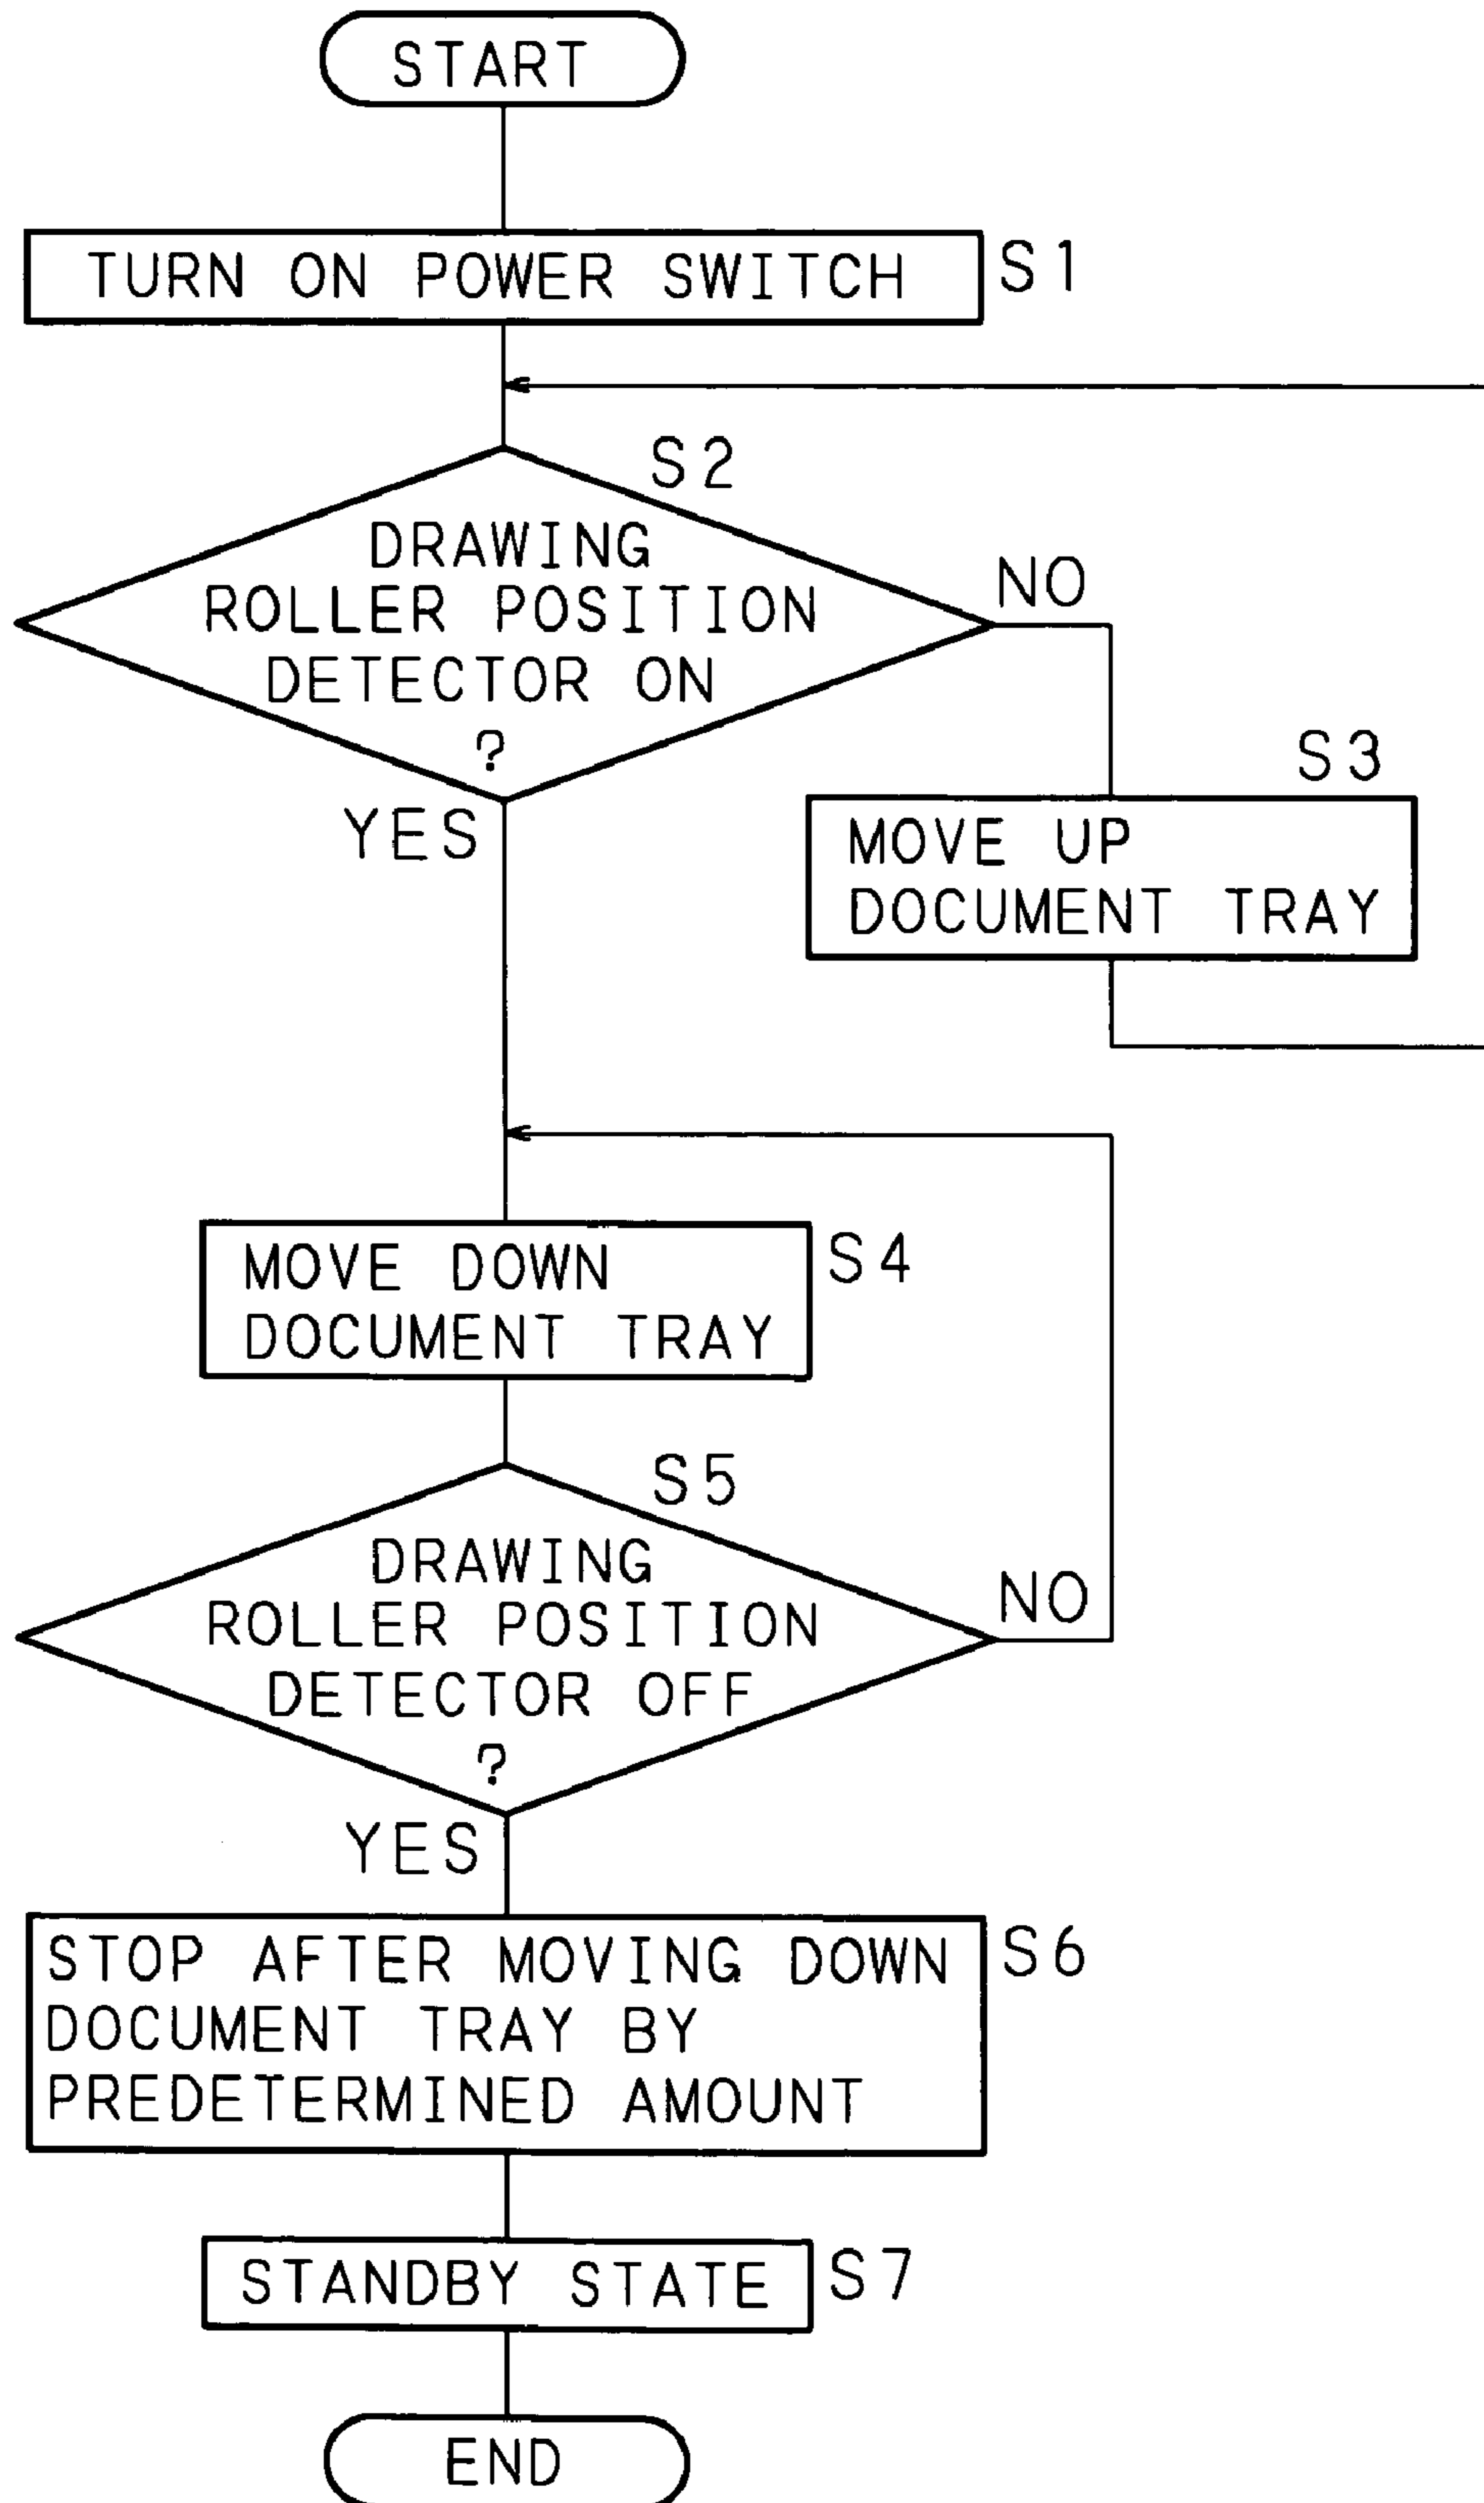 START
TURN ON POWER SWITCH
S1
S2
DRAWING
ROLLER POSITION
DETECTOR ON
?
NO
YES
S3
MOVE UP
DOCUMENT TRAY
MOVE DOWN
DOCUMENT TRAY
S4
S5
DRAWING
ROLLER POSITION
DETECTOR OFF
?
NO
YES
STOP AFTER MOVING DOWN
DOCUMENT TRAY BY
PREDETERMINED AMOUNT
S6
STANDBY STATE
S7
END